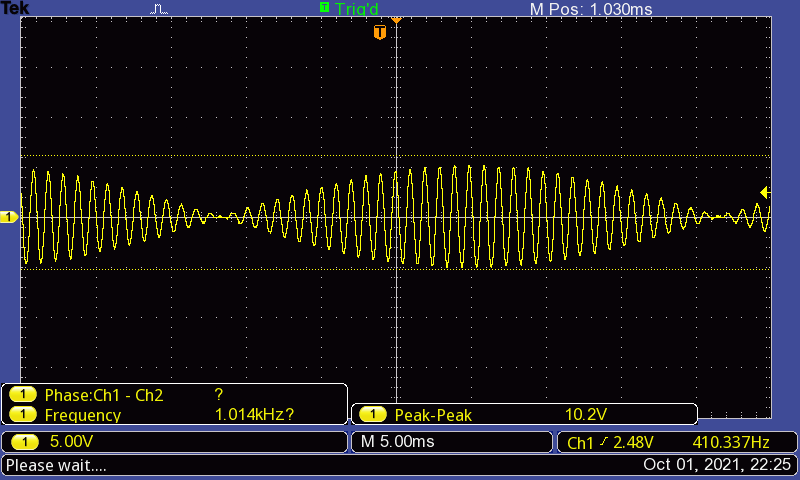 Tek T Trig'd M Pos: 1.030ms
T
1
1 Phase:Ch1 - Ch2 ?
1 Frequency 1.014kHz?
1 Peak-Peak 10.2V
1 5.00V M 5.00ms Ch1 / 2.48V 410.337Hz
Please wait.... Oct 01, 2021, 22:25